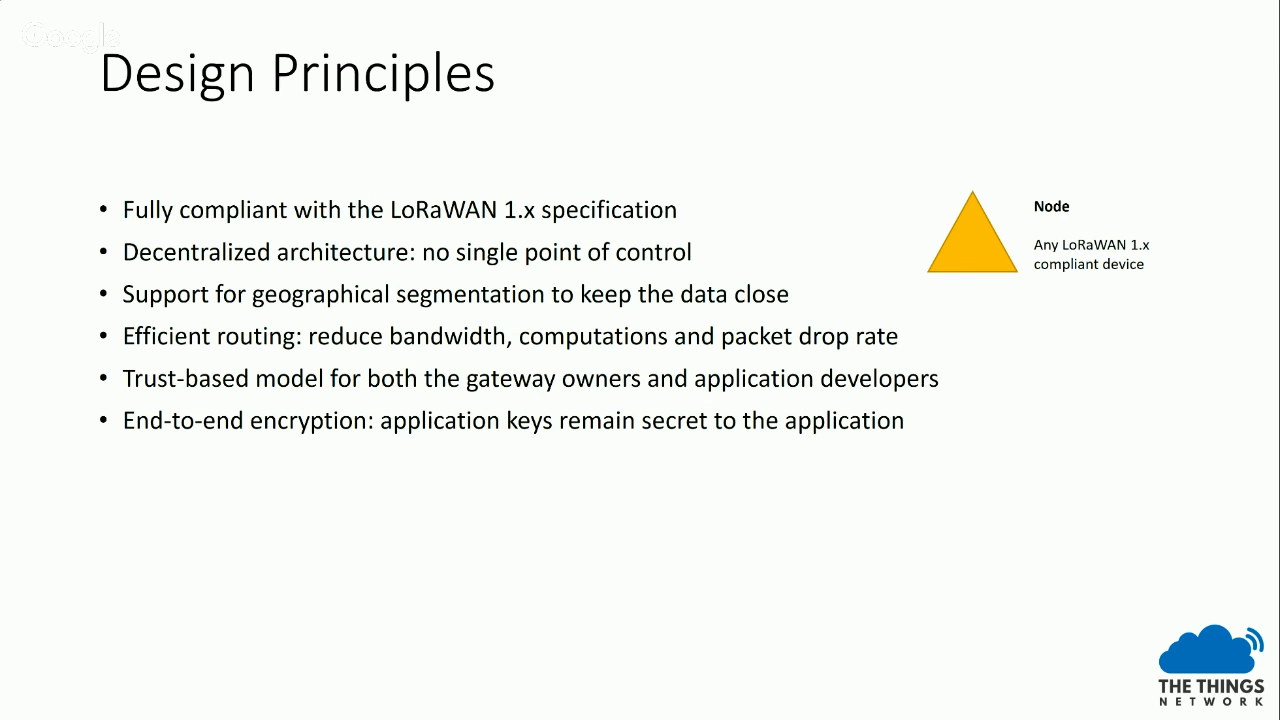 Google
Design Principles
• Fully compliant with the LoRaWAN 1.x specification
• Decentralized architecture: no single point of control
• Support for geographical segmentation to keep the data close
• Efficient routing: reduce bandwidth, computations and packet drop rate
• Trust-based model for both the gateway owners and application developers
• End-to-end encryption: application keys remain secret to the application
Node
Any LoRaWAN 1.x
compliant device
THE THINGS
NETWORK